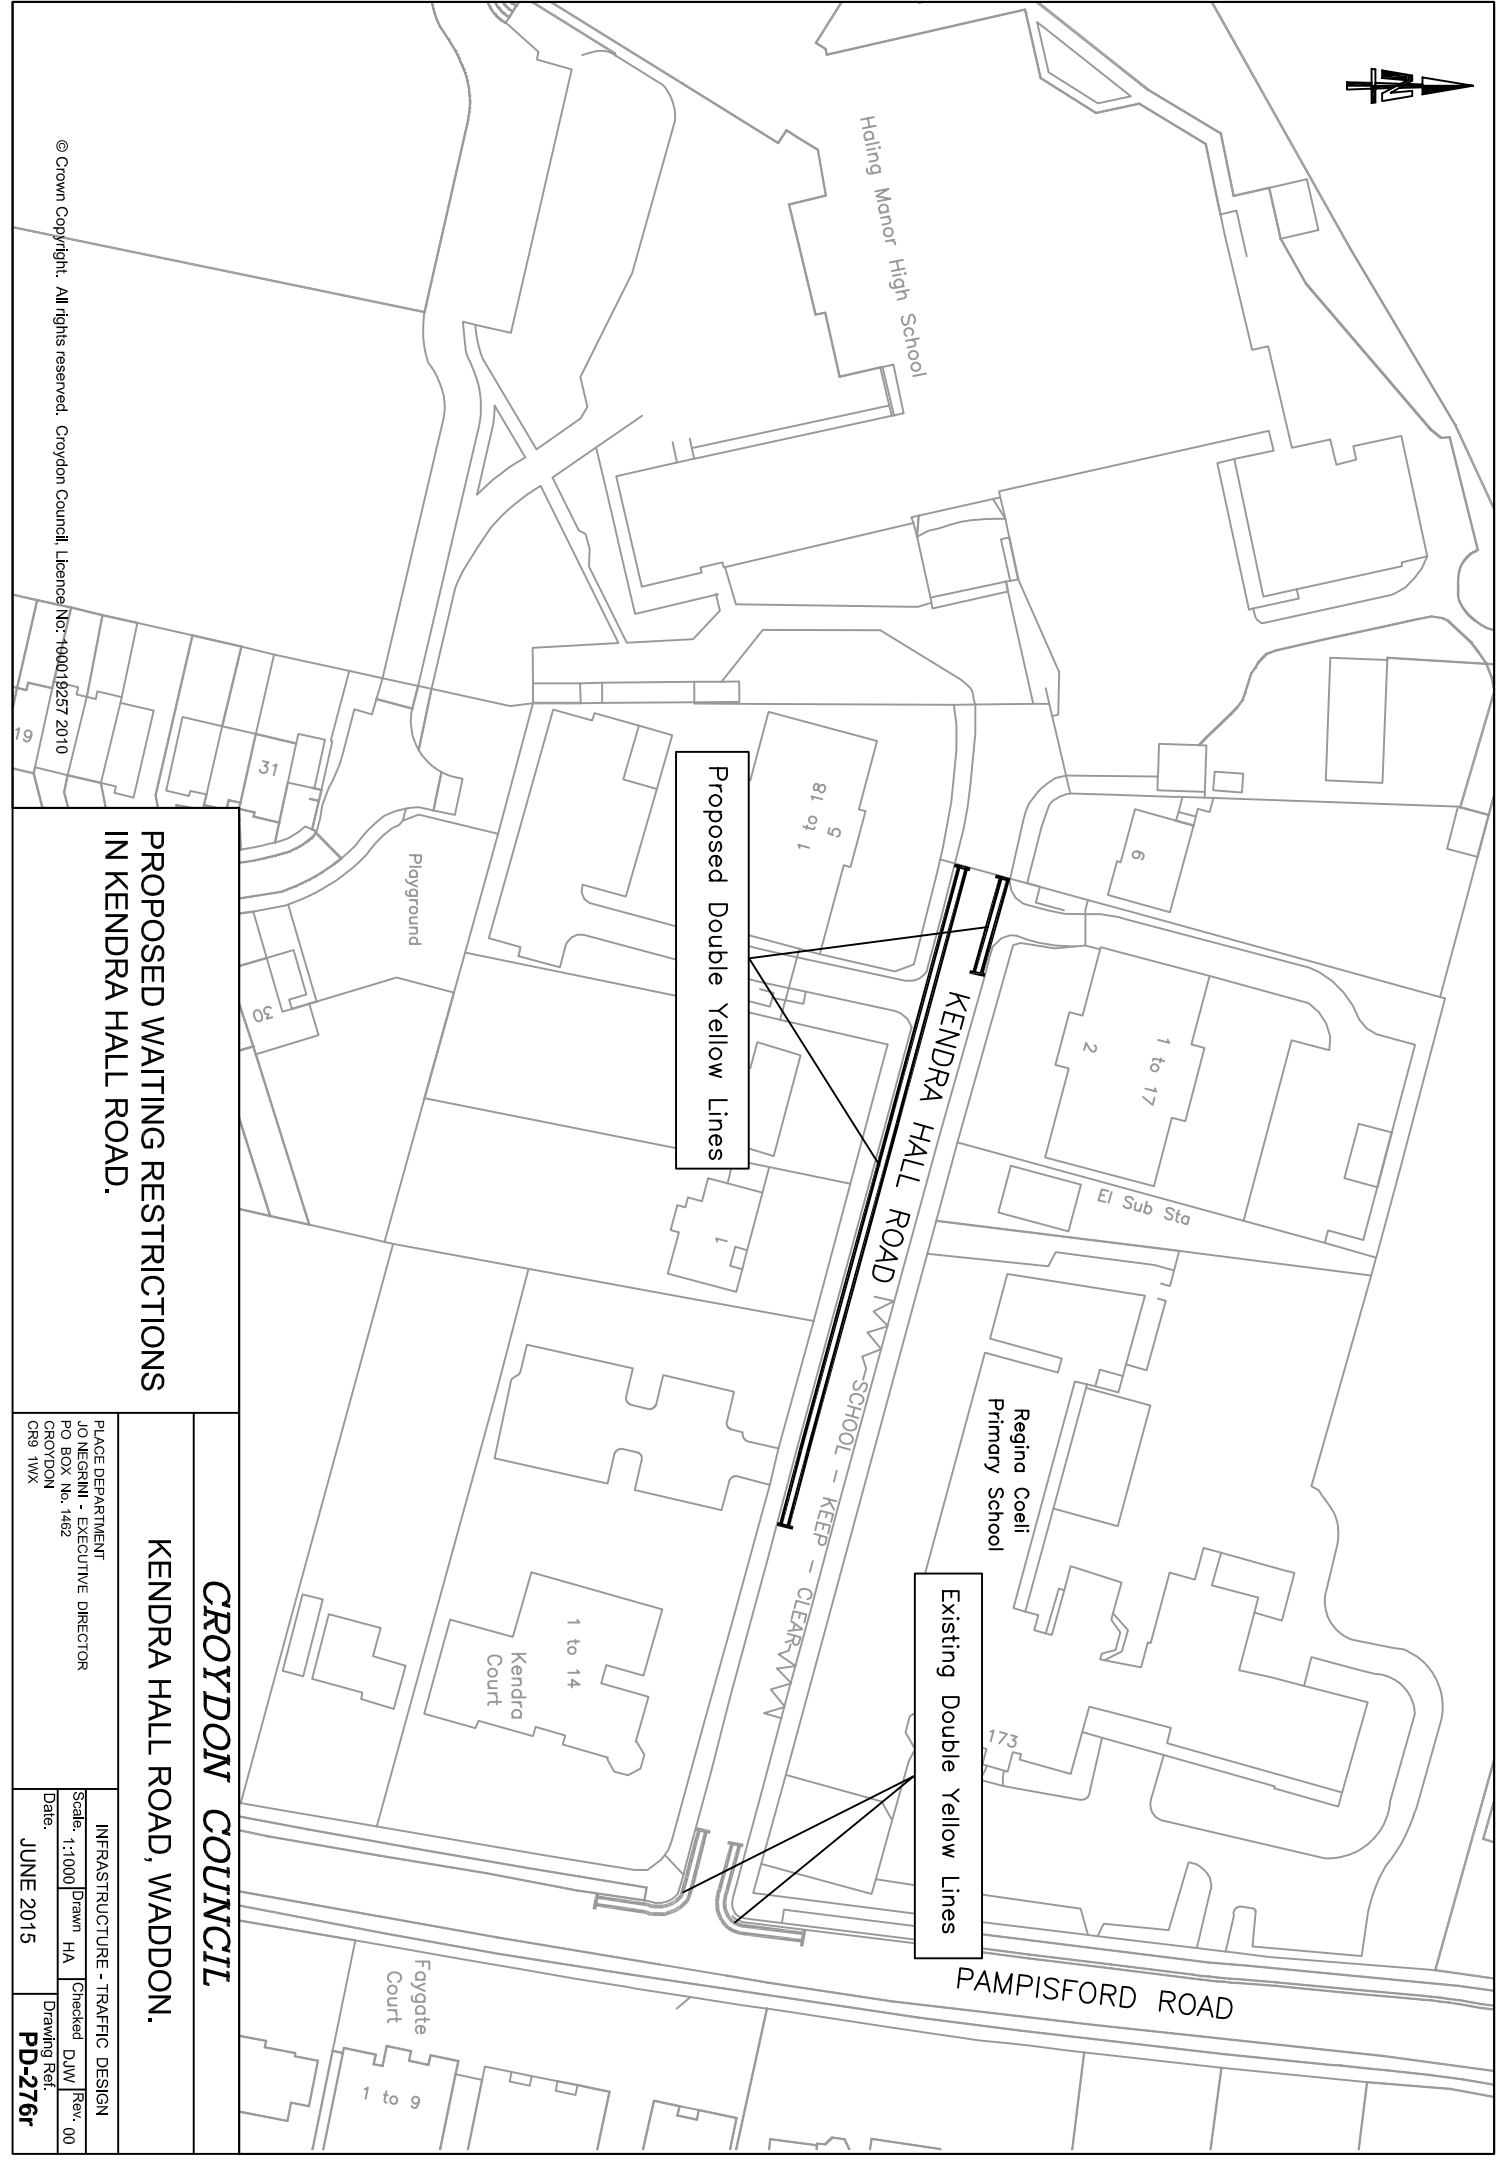 N
Haling Manor High School
6
1 to 17
2
El Sub Sta
Regina Coeli
Primary School
173
1 to 18
5
Proposed Double Yellow Lines
KENDRA HALL ROAD
SCHOOL - KEEP - CLEAR
Existing Double Yellow Lines
PAMPISFORD ROAD
1
1 to 14
Kendra
Court
Faygate
Court
1 to 9
Playground
31
30
19
© Crown Copyright. All rights reserved. Croydon Council, Licence No: 100019257 2010
PROPOSED WAITING RESTRICTIONS
IN KENDRA HALL ROAD.
CROYDON COUNCIL
KENDRA HALL ROAD, WADDON.
PLACE DEPARTMENT
JO NEGRINI - EXECUTIVE DIRECTOR
PO BOX No. 1462
CROYDON
CR9 1WX
INFRASTRUCTURE - TRAFFIC DESIGN
Scale. 1:1000 Drawn HA Checked DJW Rev. 00
Date. JUNE 2015
Drawing Ref. PD-276r